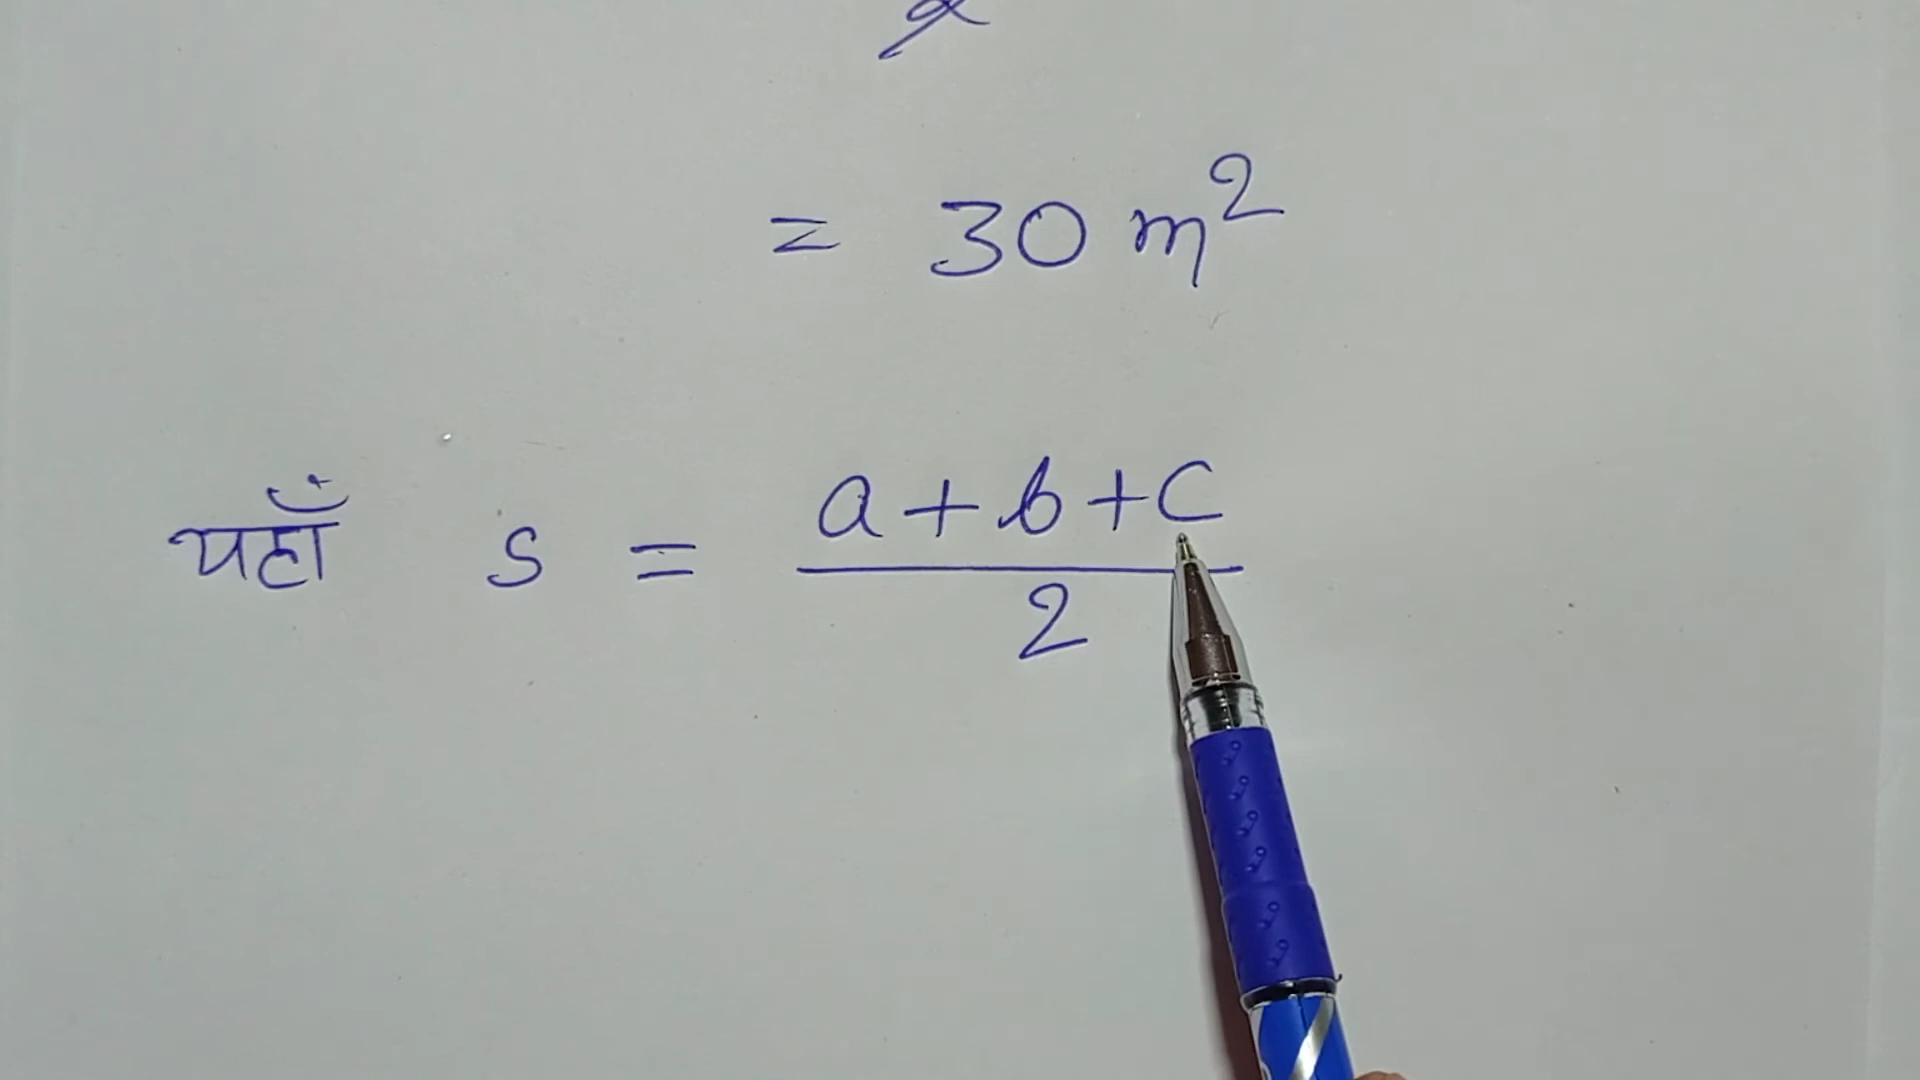 = 30 m²
यहाँ s = a + b + c / 2